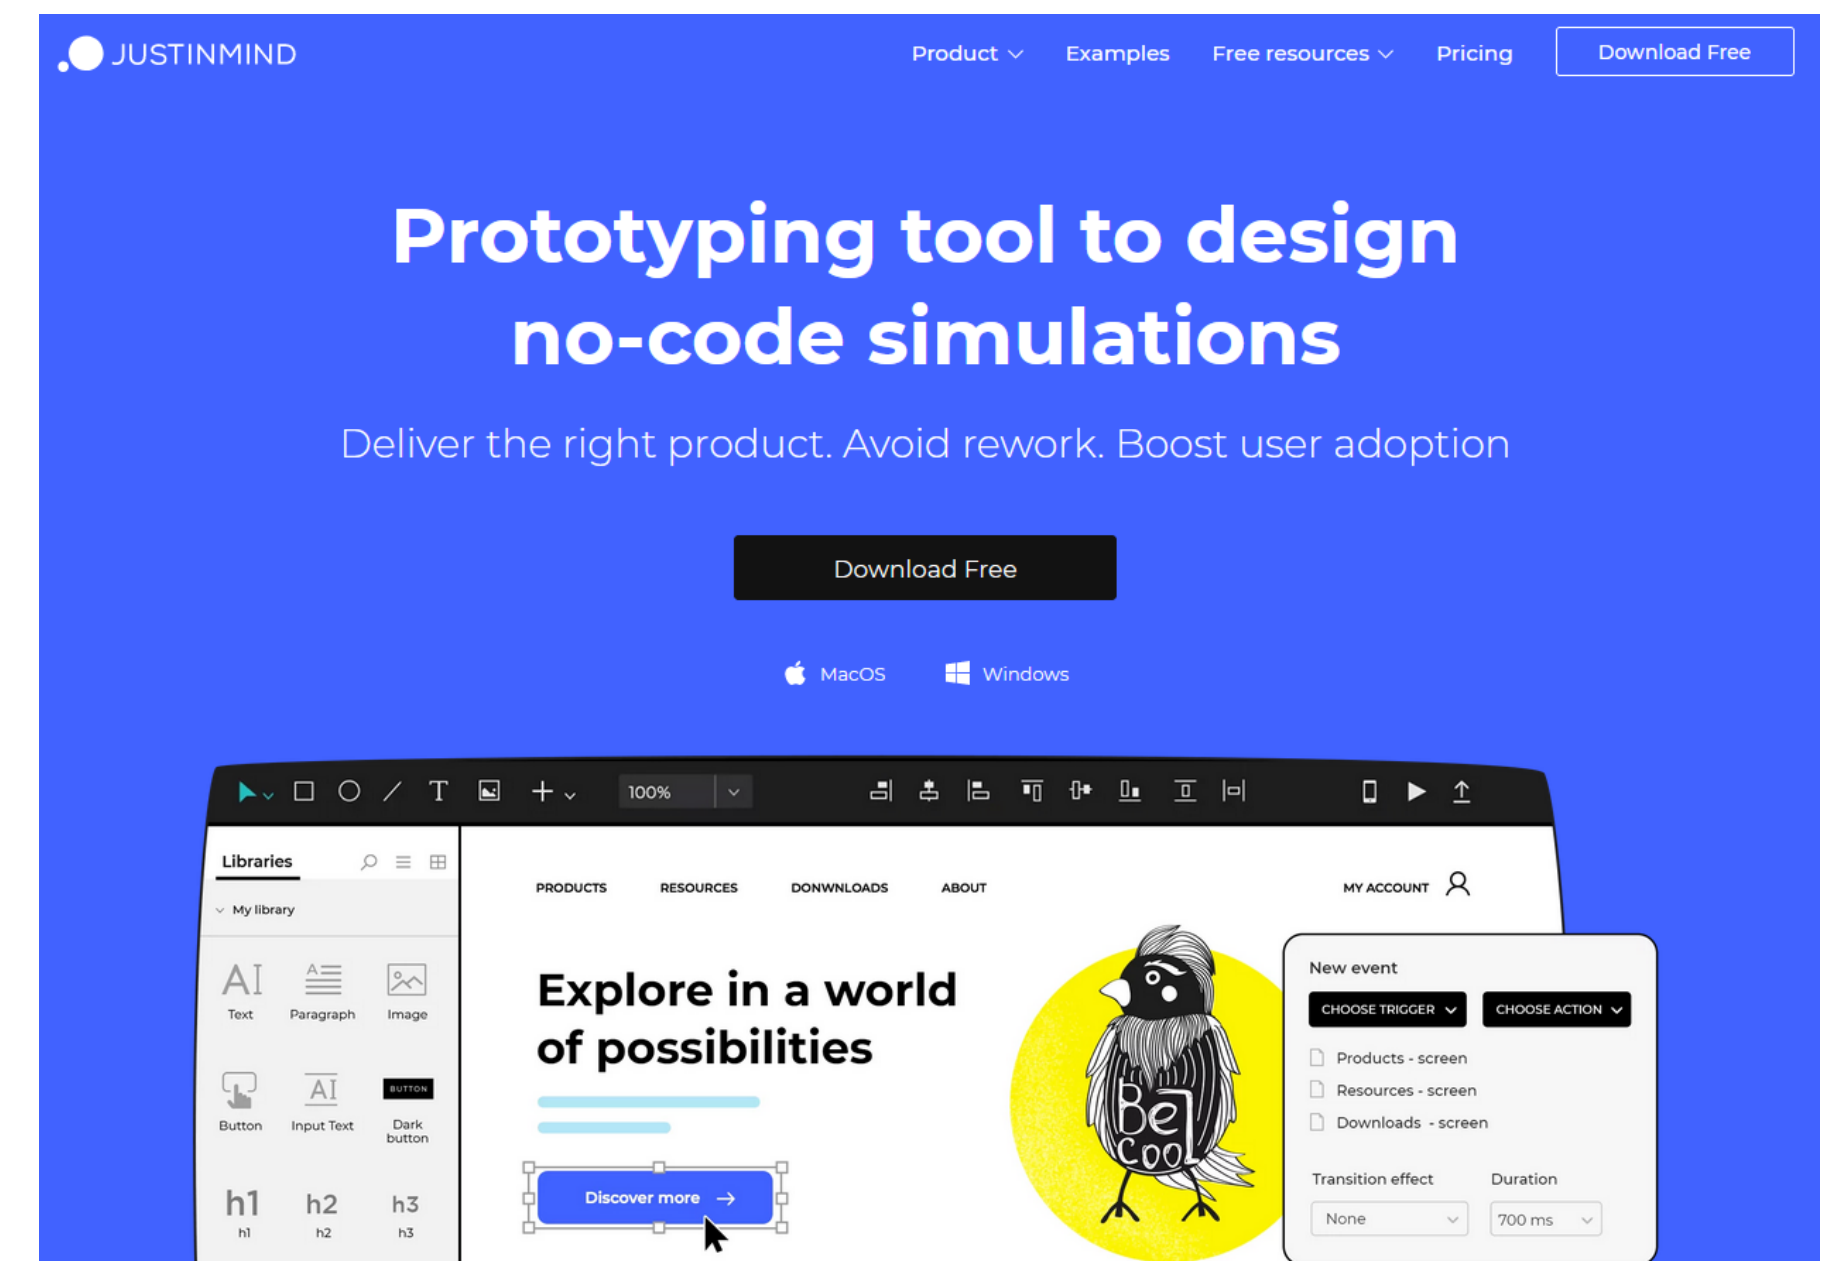 JUSTINMIND
Product Examples Free resources Pricing Download Free
Prototyping tool to design
no-code simulations
Deliver the right product. Avoid rework. Boost user adoption
Download Free
MacOS Windows
T 100%
Libraries
PRODUCTS RESOURCES DONWNLOADS ABOUT MY ACCOUNT
My library
AI A
Text Paragraph Image
AI BUTTON
Button Input Text Dark
button
h1 h2 h3
h1 h2 h3
Explore in a world
of possibilities
Discover more →
Be
COOL
New event
CHOOSE TRIGGER CHOOSE ACTION
Products - screen
Resources - screen
Downloads - screen
Transition effect Duration
None 700 ms